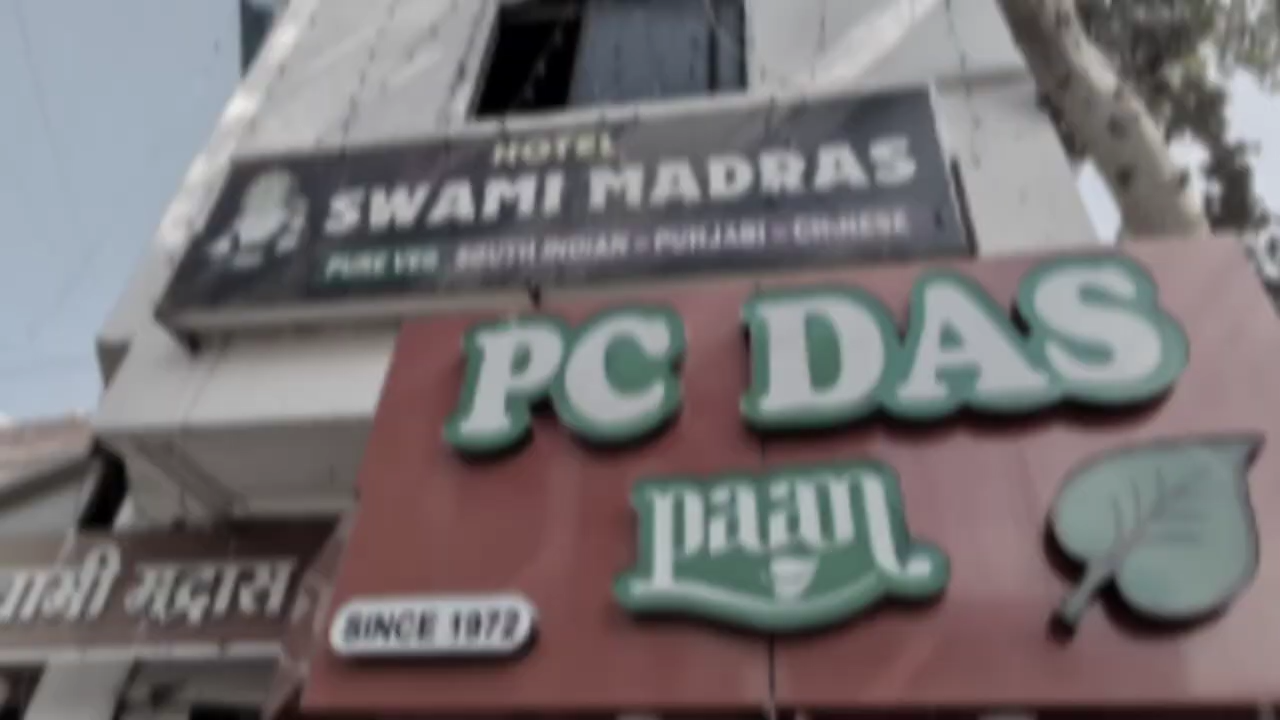 HOTEL
SWAMI MADRAS
PURE VEG SOUTH INDIAN - PUNJABI - CHINESE
PC DAS
paan
SINCE 1972
स्वामी मद्रास